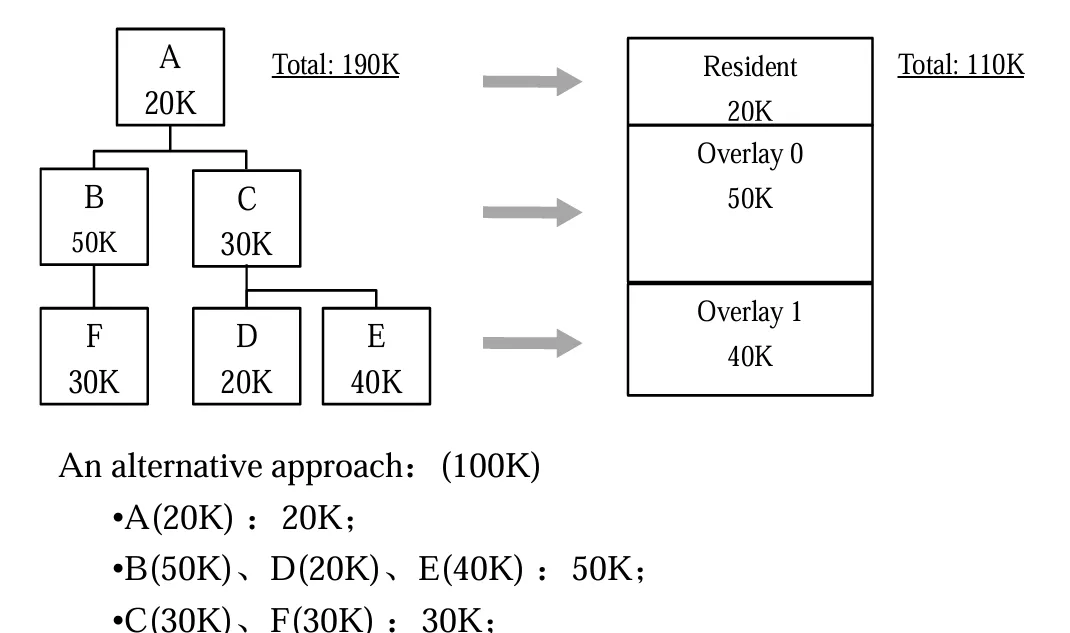 A
20K
Total: 190K
B
50K
C
30K
F
30K
D
20K
E
40K
Resident
20K
Total: 110K
Overlay 0
50K
Overlay 1
40K
An alternative approach：(100K)
•A(20K)：20K；
•B(50K)、D(20K)、E(40K)：50K；
•C(30K)、F(30K)：30K；